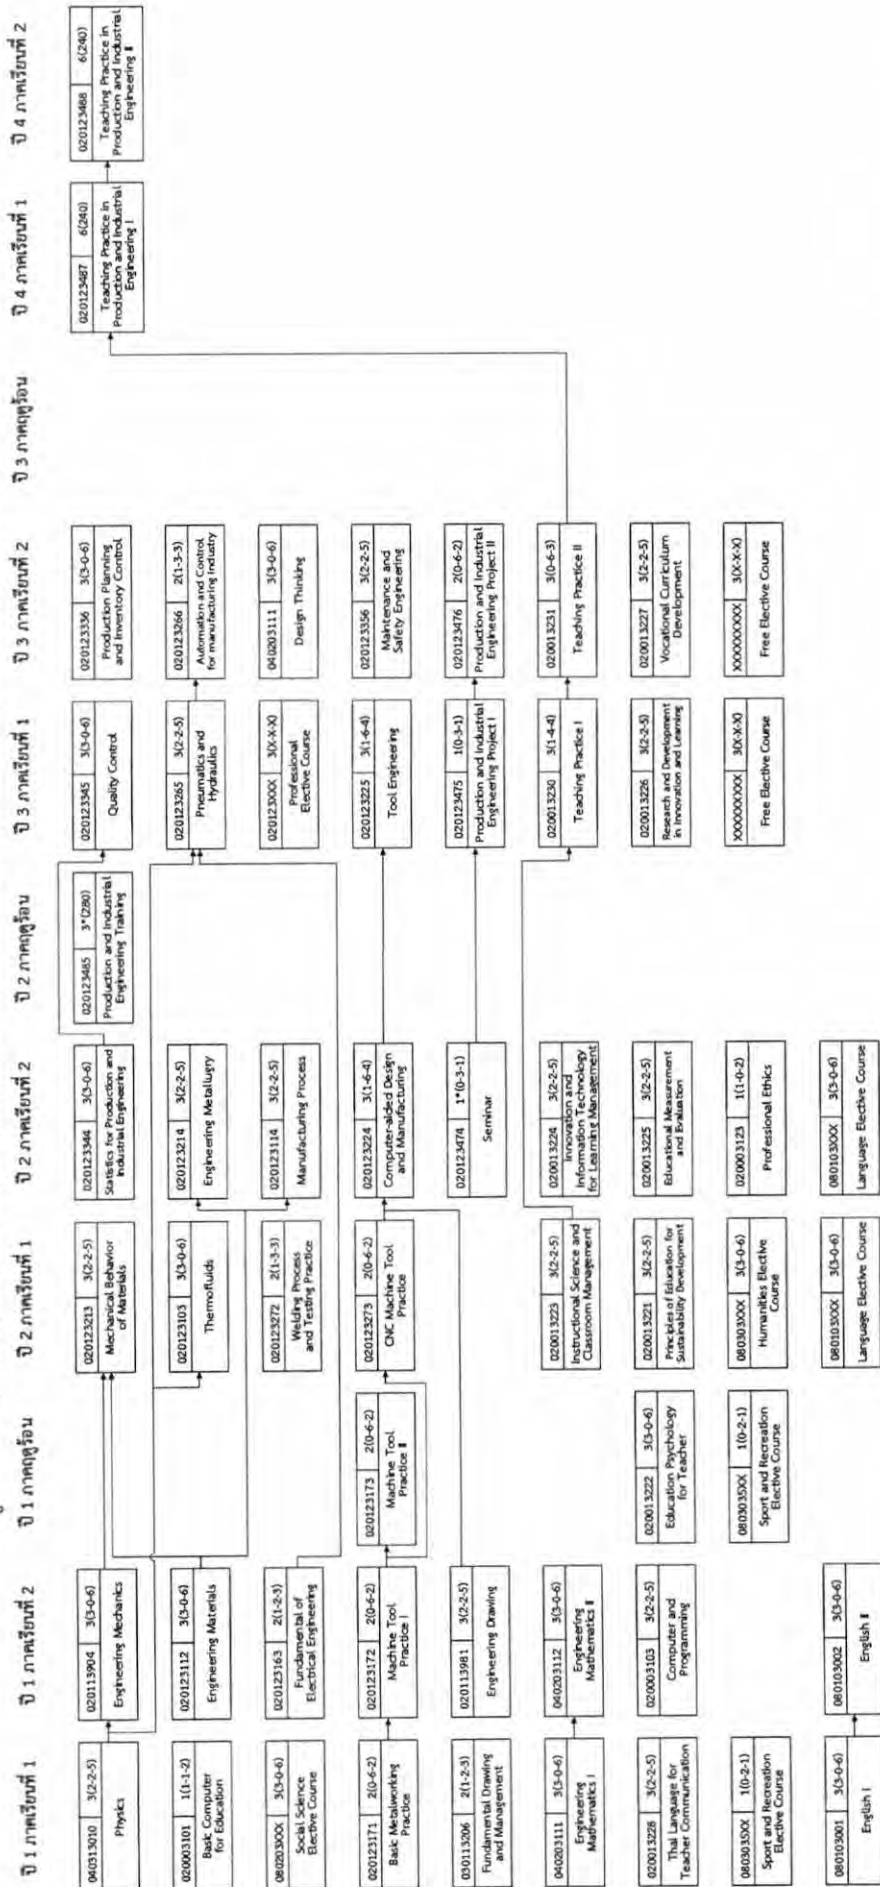 ปี 1 ภาคเรียนที่ 1
040313010 3(2-2-5)
Physics
020003101 1(1-1-2)
Basic Computer
for Education
080203XXX 3(3-0-6)
Social Science
Elective Course
020123171 2(0-6-2)
Basic Metalworking
Practice
030113206 2(1-2-3)
Fundamental Drawing
and Management
040203111 3(3-0-6)
Engineering
Mathematics I
020013228 3(2-2-5)
Thai Language for
Teacher Communication
0803035XX 1(0-2-1)
Sport and Recreation
Elective Course
080103001 3(3-0-6)
English I
ปี 1 ภาคเรียนที่ 2
020113904 3(3-0-6)
Engineering Mechanics
020123112 3(3-0-6)
Engineering Materials
020123163 2(1-2-3)
Fundamental of
Electrical Engineering
020123172 2(0-6-2)
Machine Tool
Practice I
020113981 3(2-2-5)
Engineering Drawing
040203112 3(3-0-6)
Engineering
Mathematics II
020003103 3(2-2-5)
Computer and
Programming
080103002 3(3-0-6)
English II
ปี 1 ภาคฤดูร้อน
020123173 2(0-6-2)
Machine Tool
Practice II
020013222 3(3-0-6)
Education Psychology
for Teacher
0803035XX 1(0-2-1)
Sport and Recreation
Elective Course
ปี 2 ภาคเรียนที่ 1
020123213 3(2-2-5)
Mechanical Behavior
of Materials
020123103 3(3-0-6)
Thermofluids
020123272 2(1-3-3)
Welding Process
and Testing Practice
020123273 2(0-6-2)
CNC Machine Tool
Practice
020013223 3(2-2-5)
Instructional Science and
Classroom Management
020013221 3(2-2-5)
Principles of Education for
Sustainability Development
080303XXX 3(3-0-6)
Humanities Elective
Course
080103XXX 3(3-0-6)
Language Elective Course
ปี 2 ภาคเรียนที่ 2
020123344 3(3-0-6)
Statistics for Production and
Industrial Engineering
020123214 3(2-2-5)
Engineering Metallugy
020123114 3(2-2-5)
Manufacturing Process
020123224 3(1-6-4)
Computer-aided Design
and Manufacturing
020123474 1*(0-3-1)
Seminar
020013224 3(2-2-5)
Innovation and
Information Technology
for Learning Management
020013225 3(2-2-5)
Educational Measurement
and Evaluation
020003123 1(1-0-2)
Professional Ethics
080103XXX 3(3-0-6)
Language Elective Course
ปี 2 ภาคฤดูร้อน
020123485 3*(280)
Production and Industrial
Engineering Training
ปี 3 ภาคเรียนที่ 1
020123345 3(3-0-6)
Quality Control
020123265 3(2-2-5)
Pneumatics and
Hydraulics
020123XXX 3(X-X-X)
Professional
Elective Course
020123225 3(1-6-4)
Tool Engineering
020123475 1(0-3-1)
Production and Industrial
Engineering Project I
020013230 3(1-4-4)
Teaching Practice I
020013226 3(2-2-5)
Research and Development
in Innovation and Learning
XXXXXXXXX 3(X-X-X)
Free Elective Course
ปี 3 ภาคเรียนที่ 2
020123336 3(3-0-6)
Production Planning
and Inventory Control
020123266 2(1-3-3)
Automation and Control
for manufacturing Industry
040203111 3(3-0-6)
Design Thinking
020123356 3(2-2-5)
Maintenance and
Safety Engineering
020123476 2(0-6-2)
Production and Industrial
Engineering Project II
020013231 3(0-6-3)
Teaching Practice II
020013227 3(2-2-5)
Vocational Curriculum
Development
XXXXXXXXX 3(X-X-X)
Free Elective Course
ปี 3 ภาคฤดูร้อน
ปี 4 ภาคเรียนที่ 1
020123487 6(240)
Teaching Practice in
Production and Industrial
Engineering I
ปี 4 ภาคเรียนที่ 2
020123488 6(240)
Teaching Practice in
Production and Industrial
Engineering II